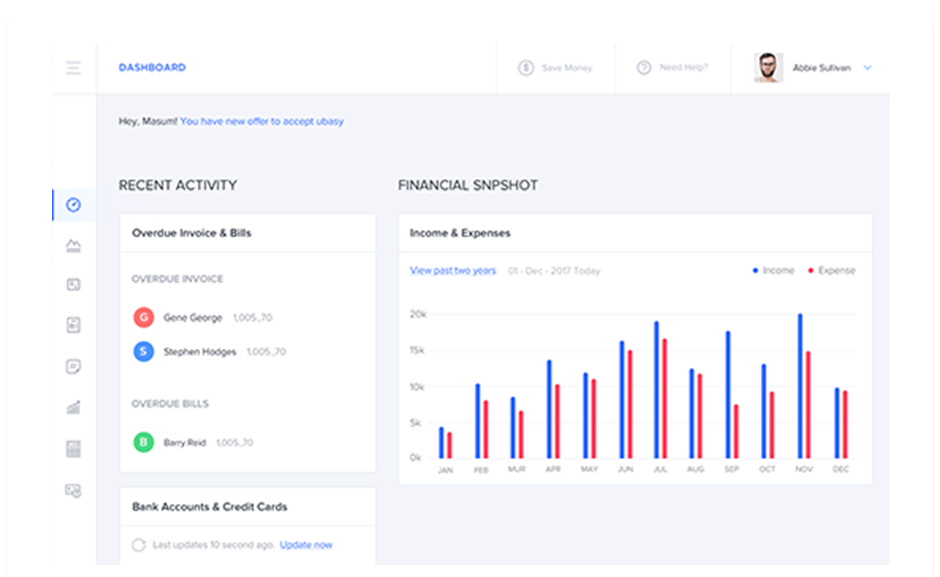 DASHBOARD
$ Save Money
? Need Help?
Abbie Sullivan
Hey, Masum! You have new offer to accept ubasy
RECENT ACTIVITY
Overdue Invoice & Bills
OVERDUE INVOICE
G Gene George 1,005.,70
S Stephen Hodges 1,005.,70
OVERDUE BILLS
B Barry Reid 1,005.,70
Bank Accounts & Credit Cards
Last updates 10 second ago. Update now
FINANCIAL SNPSHOT
Income & Expenses
View past two years 01 - Dec - 2017 Today Income Expense
20k
15k
10k
5k
0k
JAN FEB MUR APR MAY JUN JUL AUG SEP OCT NOV DEC